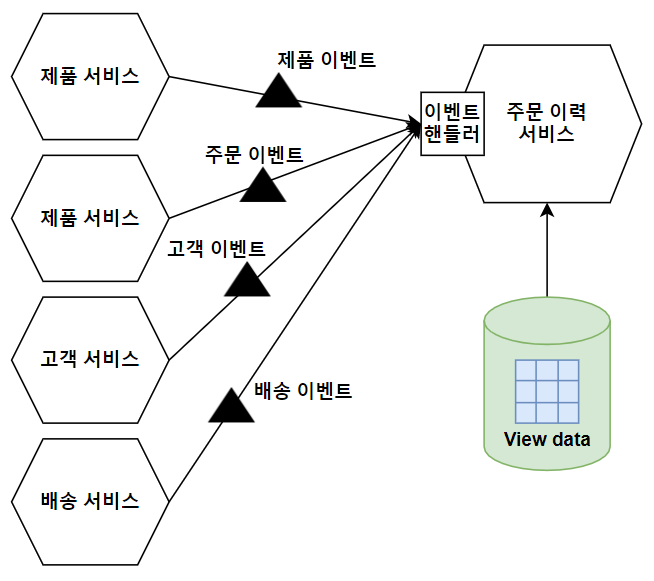 제품 서비스
제품 이벤트
이벤트
핸들러
주문 이력
서비스
제품 서비스
주문 이벤트
고객 서비스
고객 이벤트
배송 서비스
배송 이벤트
View data